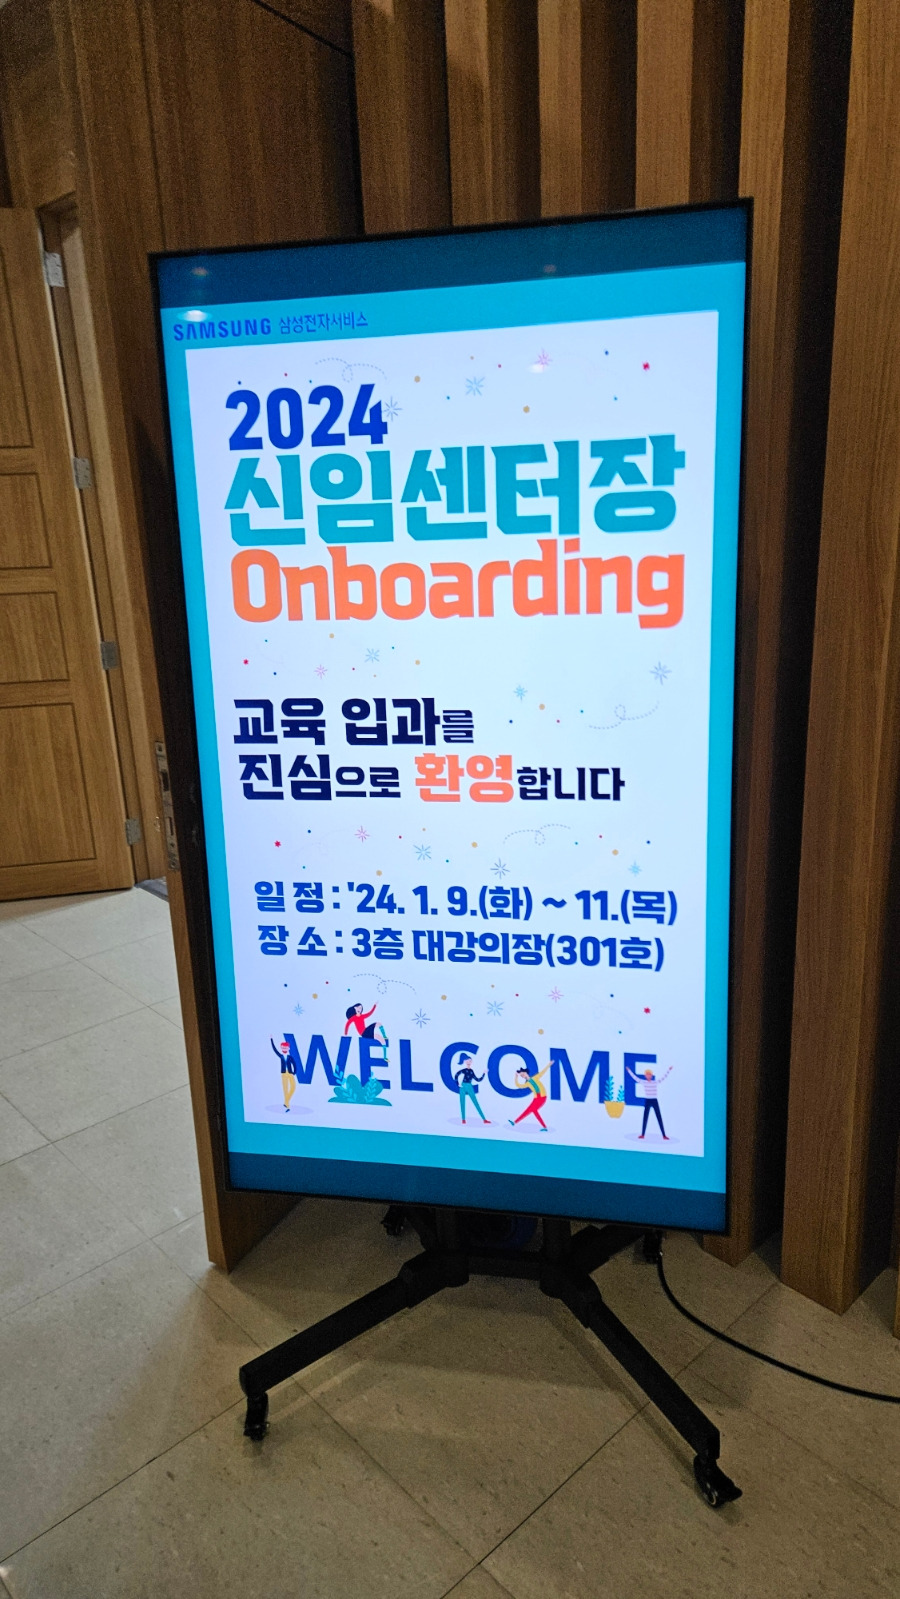 SAMSUNG 삼성전자서비스
2024
신임센터장
Onboarding
교육 입과를
진심으로 환영합니다
일 정 : '24. 1. 9.(화) ~ 11.(목)
장 소 : 3층 대강의장(301호)
WELCOME